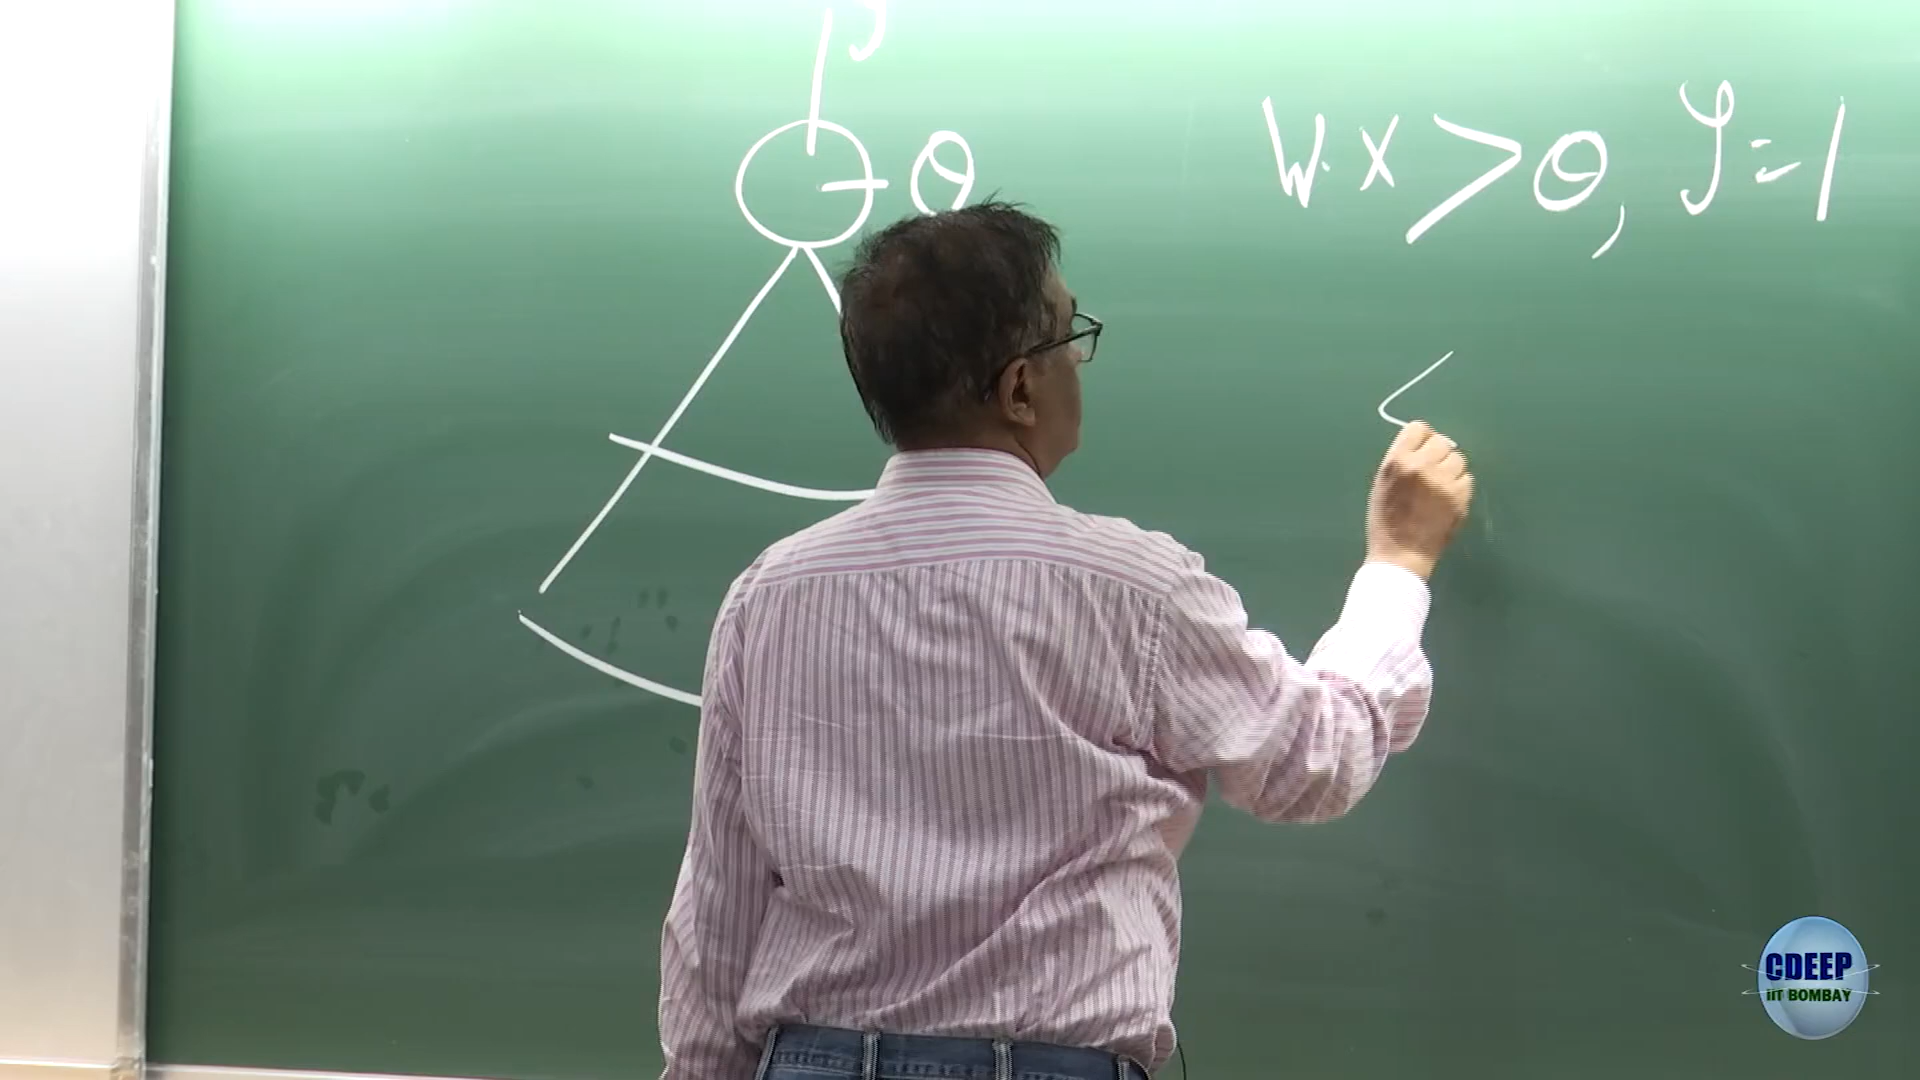 y
θ
W.X > θ, y = 1
<
CDEEP
IIT BOMBAY